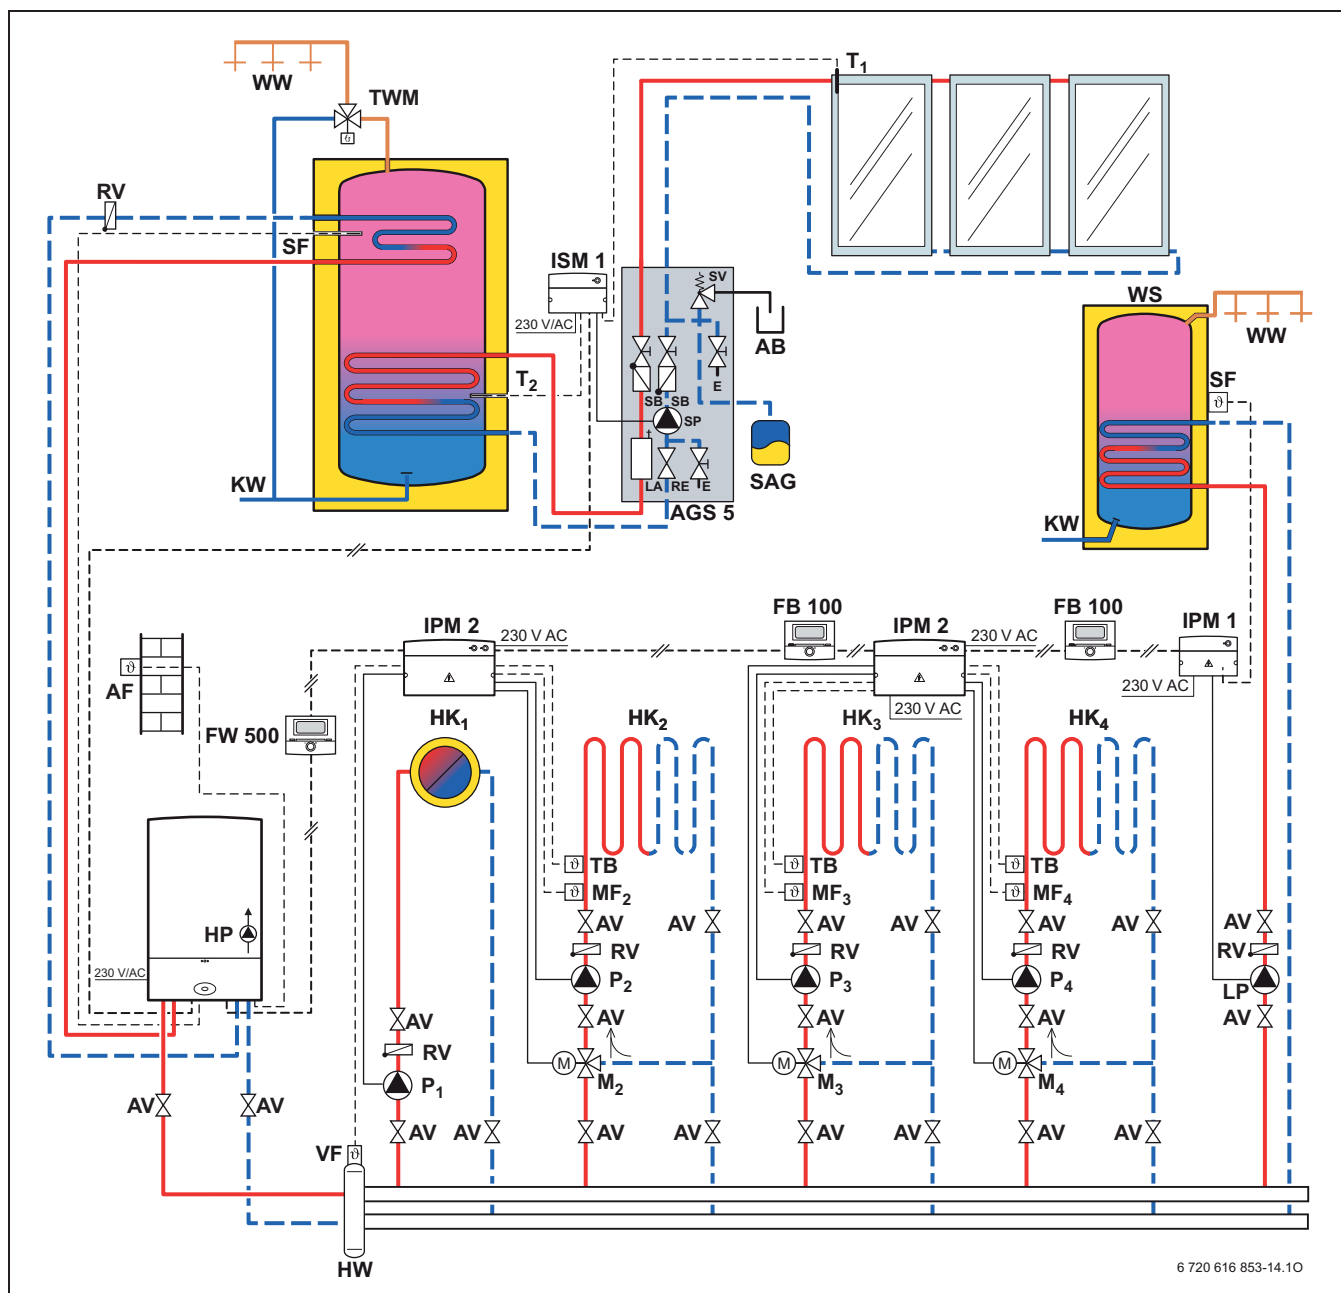 WW
TWM
T1
RV
SF
ISM 1
SV
230 V/AC
AB
WS
WW
E
T2
SB SB
SP
SF
SAG
KW
LA RE E
AGS 5
KW
FB 100
FB 100
IPM 2
230 V AC
IPM 2
230 V AC
IPM 1
AF
230 V AC
230 V AC
FW 500
HK1
HK2
HK3
HK4
ϑ
TB
TB
TB
MF2
MF3
MF4
HP
AV
AV
AV
AV
AV
AV
AV
230 V/AC
RV
RV
RV
RV
P2
P3
P4
LP
AV
AV
AV
AV
AV
RV
M
M2
M
M3
M
M4
P1
AV
AV
AV
AV
AV
AV
AV
AV
AV
AV
VF
HW
6 720 616 853-14.1O